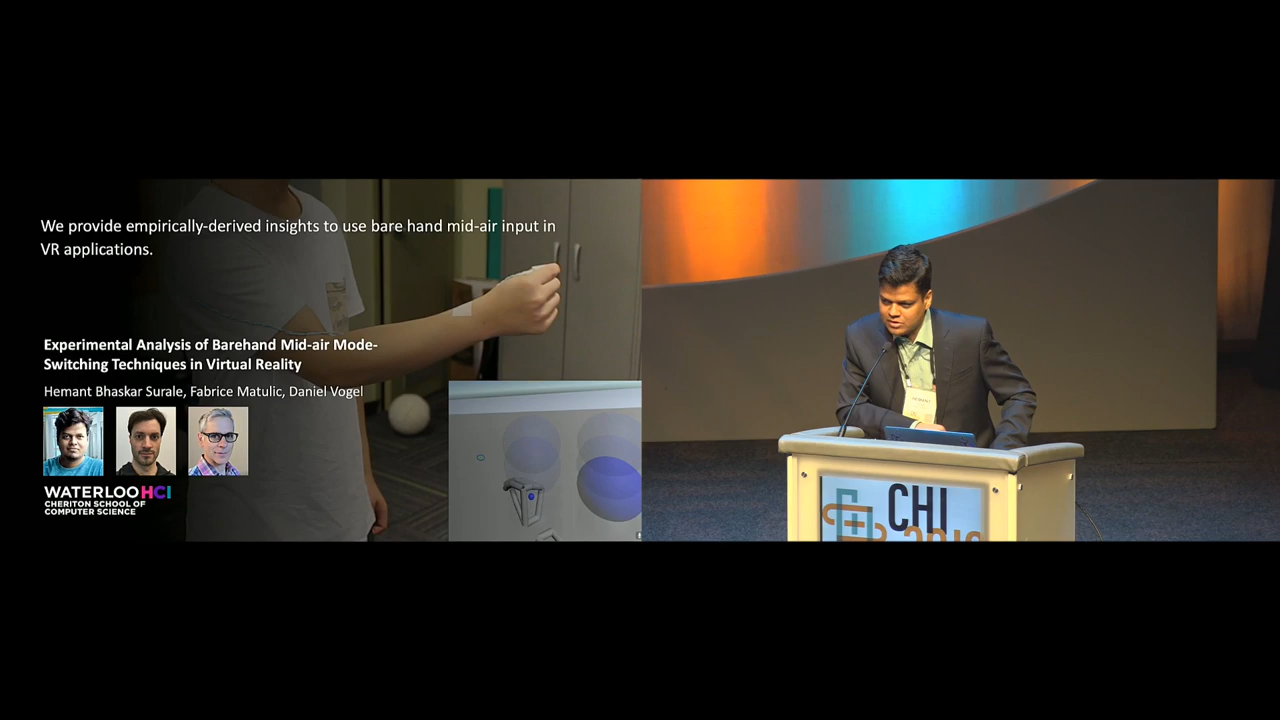 We provide empirically-derived insights to use bare hand mid-air input in
VR applications.
Experimental Analysis of Barehand Mid-air Mode-
Switching Techniques in Virtual Reality
Hemant Bhaskar Surale, Fabrice Matulic, Daniel Vogel
WATERLOO HCI
CHERITON SCHOOL OF
COMPUTER SCIENCE
CHI